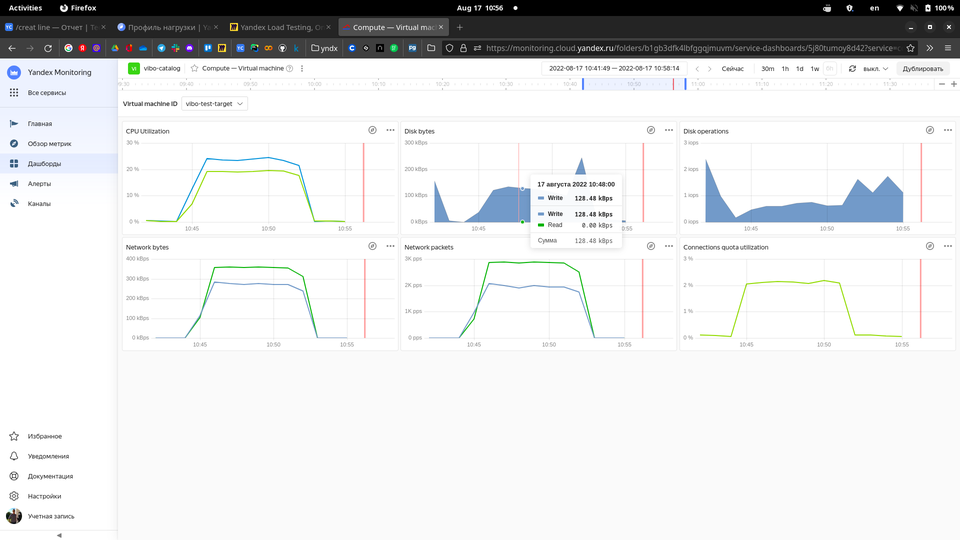 Activities
Firefox
Aug 17 10:56
en
100 %
/creat line — Отчет | Te
Профиль нагрузки | Ya
Yandex Load Testing, О
Compute — Virtual mac
yndx
https://monitoring.cloud.yandex.ru/folders/b1gb3dfk4lbfggqjmuvm/service-dashboards/5j80tumoy8d42?service=
Yandex Monitoring
Все сервисы
Главная
Обзор метрик
Дашборды
Алерты
Каналы
Избранное
Уведомления
Документация
Настройки
Учетная запись
vibo-catalog
Compute — Virtual machine
2022-08-17 10:41:49 — 2022-08-17 10:58:14
Сейчас
30m 1h 1d 1w
выкл.
Дублировать
Virtual machine ID
vibo-test-target
CPU Utilization
30 %
20 %
10 %
0 %
10:45 10:50 10:55
Disk bytes
300 kBps
200 kBps
100 kBps
0 kBps
10:45
10:55
17 августа 2022 10:48:00
Write 128.48 kBps
Write 128.48 kBps
Read 0.00 kBps
Сумма 128.48 kBps
Disk operations
3 iops
2 iops
1 iops
0 iops
10:45 10:50 10:55
Network bytes
400 kBps
300 kBps
200 kBps
100 kBps
0 kBps
10:45 10:50 10:55
Network packets
3K pps
2K pps
1K pps
0 pps
10:45 10:50 10:55
Connections quota utilization
3 %
2 %
1 %
0 %
10:45 10:50 10:55